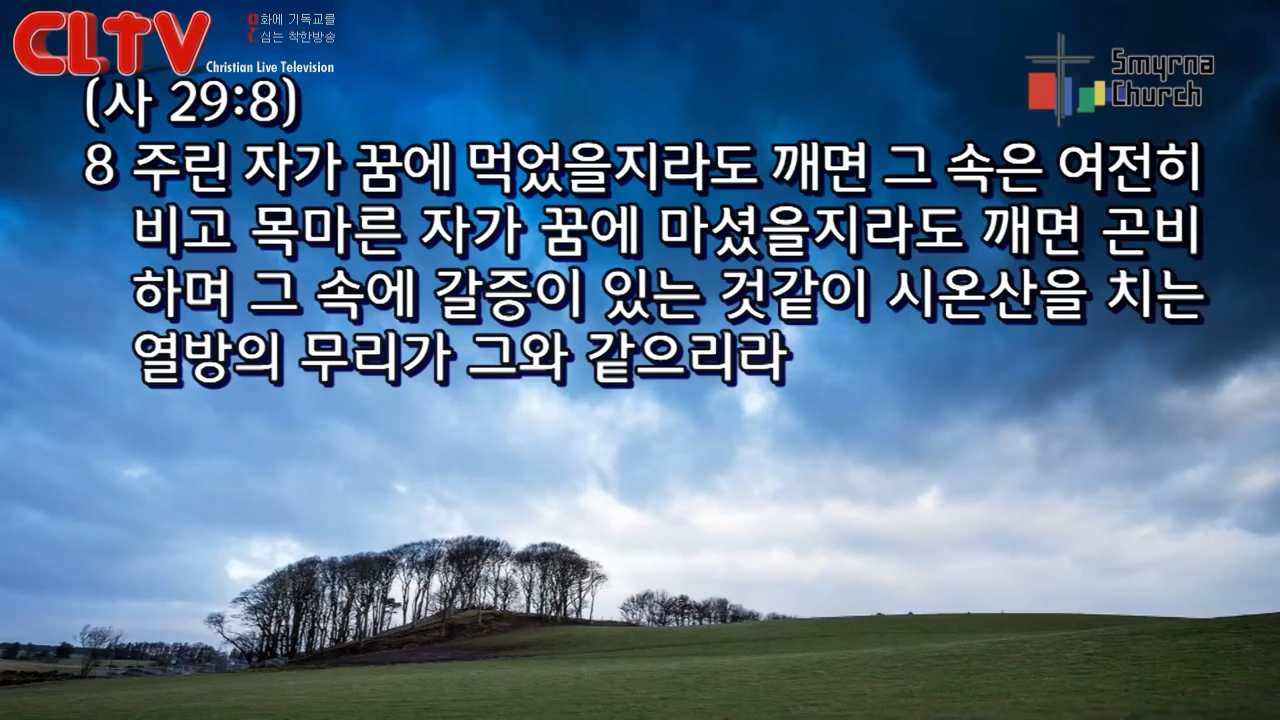 CLTV
문화에 기독교를
심는 착한방송
Christian Live Television
Smyrna
Church
(사 29:8)
8 주린 자가 꿈에 먹었을지라도 깨면 그 속은 여전히
비고 목마른 자가 꿈에 마셨을지라도 깨면 곤비
하며 그 속에 갈증이 있는 것같이 시온산을 치는
열방의 무리가 그와 같으리라